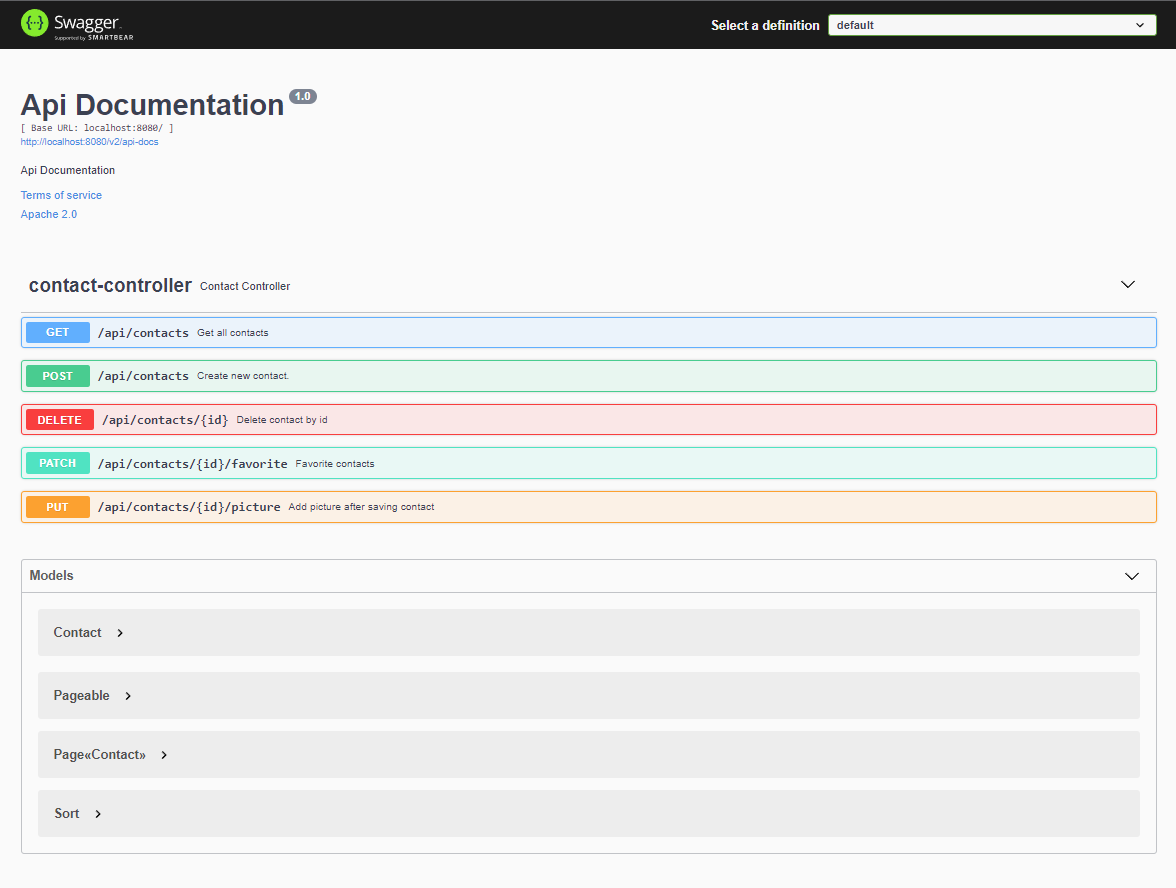 Swagger.
Supported by SMARTBEAR
Select a definition
default
Api Documentation 1.0
[ Base URL: localhost:8080/ ]
http://localhost:8080/v2/api-docs
Api Documentation
Terms of service
Apache 2.0
contact-controller Contact Controller
GET /api/contacts Get all contacts
POST /api/contacts Create new contact.
DELETE /api/contacts/{id} Delete contact by id
PATCH /api/contacts/{id}/favorite Favorite contacts
PUT /api/contacts/{id}/picture Add picture after saving contact
Models
Contact
Pageable
Page«Contact»
Sort